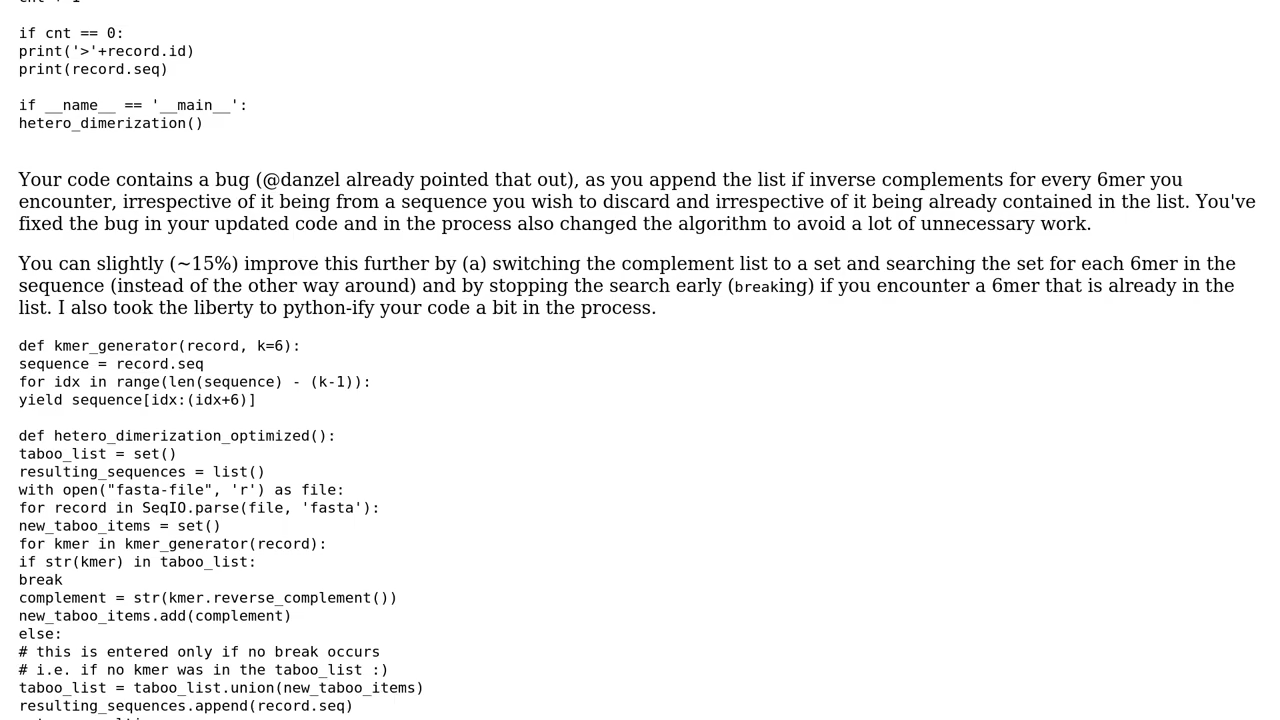 if cnt == 0:
print('>'+record.id)
print(record.seq)
if __name__ == '__main__':
hetero_dimerization()
Your code contains a bug (@danzel already pointed that out), as you append the list if inverse complements for every 6mer you
encounter, irrespective of it being from a sequence you wish to discard and irrespective of it being already contained in the list. You've
fixed the bug in your updated code and in the process also changed the algorithm to avoid a lot of unnecessary work.
You can slightly (~15%) improve this further by (a) switching the complement list to a set and searching the set for each 6mer in the
sequence (instead of the other way around) and by stopping the search early (breaking) if you encounter a 6mer that is already in the
list. I also took the liberty to python-ify your code a bit in the process.
def kmer_generator(record, k=6):
sequence = record.seq
for idx in range(len(sequence) - (k-1)):
yield sequence[idx:(idx+6)]
def hetero_dimerization_optimized():
taboo_list = set()
resulting_sequences = list()
with open("fasta-file", 'r') as file:
for record in SeqIO.parse(file, 'fasta'):
new_taboo_items = set()
for kmer in kmer_generator(record):
if str(kmer) in taboo_list:
break
complement = str(kmer.reverse_complement())
new_taboo_items.add(complement)
else:
# this is entered only if no break occurs
# i.e. if no kmer was in the taboo_list :)
taboo_list = taboo_list.union(new_taboo_items)
resulting_sequences.append(record.seq)